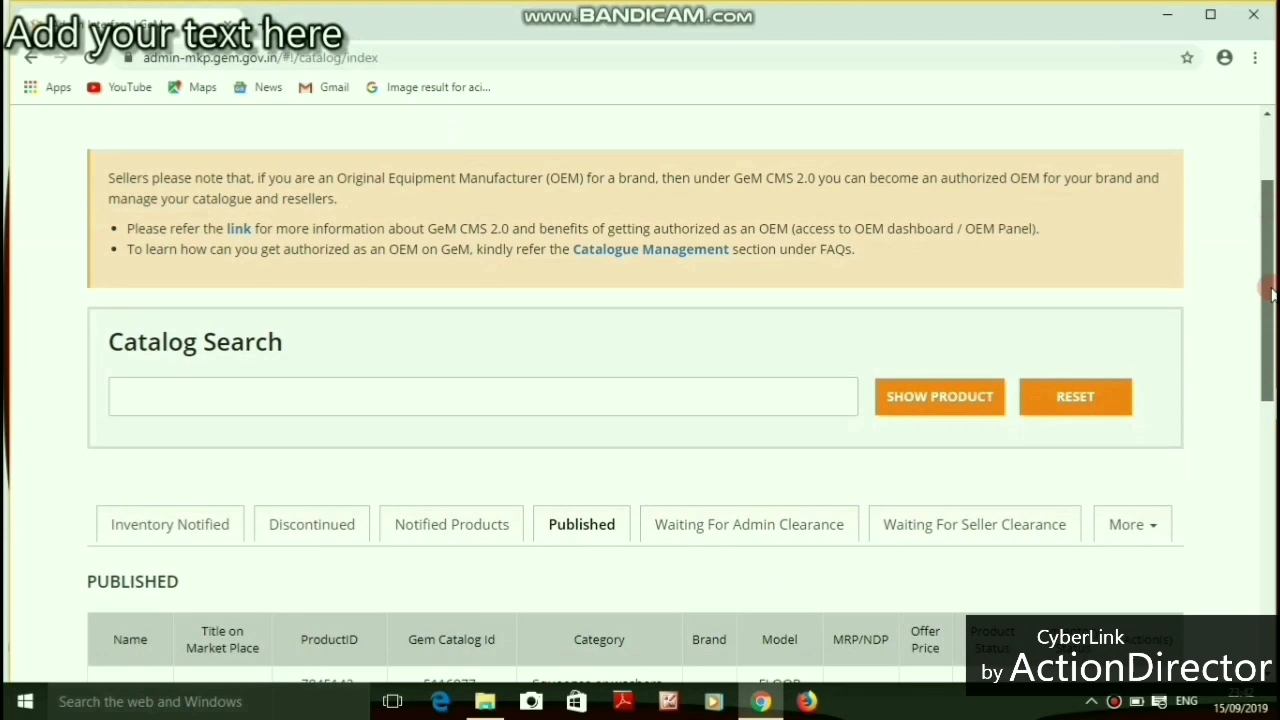 www.BANDICAM.com
Add your text here
admin-mkp.gem.gov.in/#!/catalog/index
Apps YouTube Maps News Gmail Image result for aci...
Sellers please note that, if you are an Original Equipment Manufacturer (OEM) for a brand, then under GeM CMS 2.0 you can become an authorized OEM for your brand and
manage your catalogue and resellers.
• Please refer the link for more information about GeM CMS 2.0 and benefits of getting authorized as an OEM (access to OEM dashboard / OEM Panel).
• To learn how can you get authorized as an OEM on GeM, kindly refer the Catalogue Management section under FAQs.
Catalog Search
SHOW PRODUCT RESET
Inventory Notified Discontinued Notified Products Published Waiting For Admin Clearance Waiting For Seller Clearance More
PUBLISHED
Name Title on Market Place ProductID Gem Catalog Id Category Brand Model MRP/NDP Offer Price Product Status
CyberLink
by ActionDirector
Search the web and Windows
ENG
23:42
15/09/2019